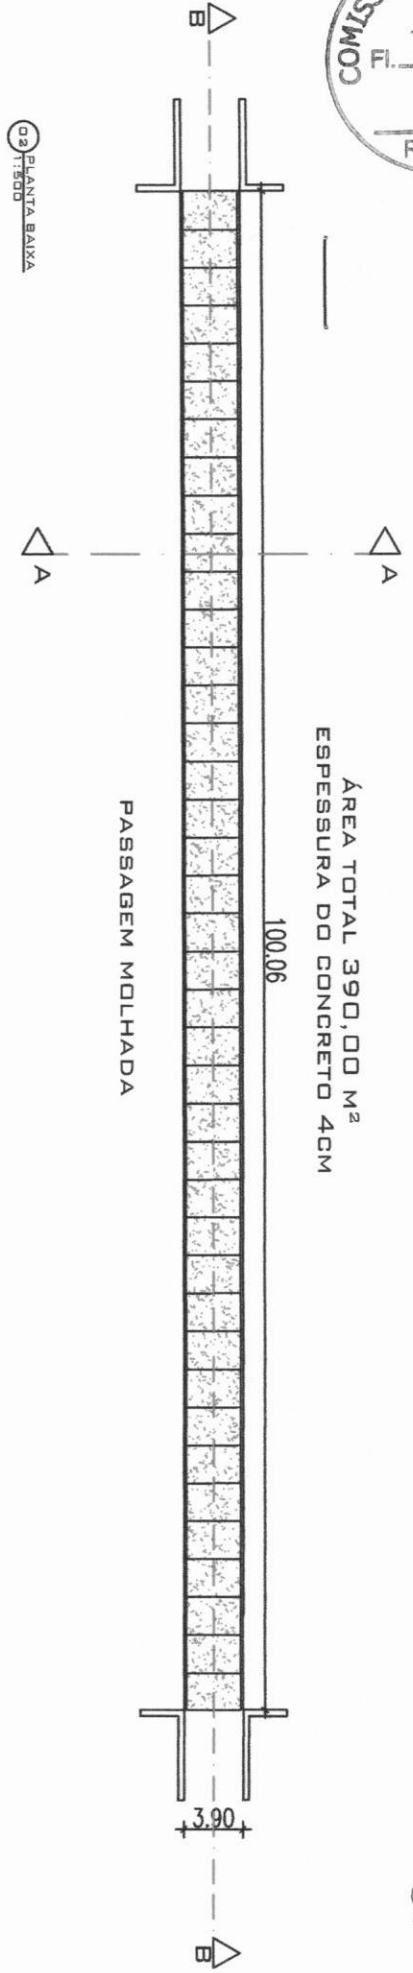 COMIS
Fl.
ÁREA TOTAL 390,00 M²
ESPESSURA DO CONCRETO 4CM
100.06
B
B
A
A
3.90
PASSAGEM MOLHADA
02
PLANTA BAIXA
1:500